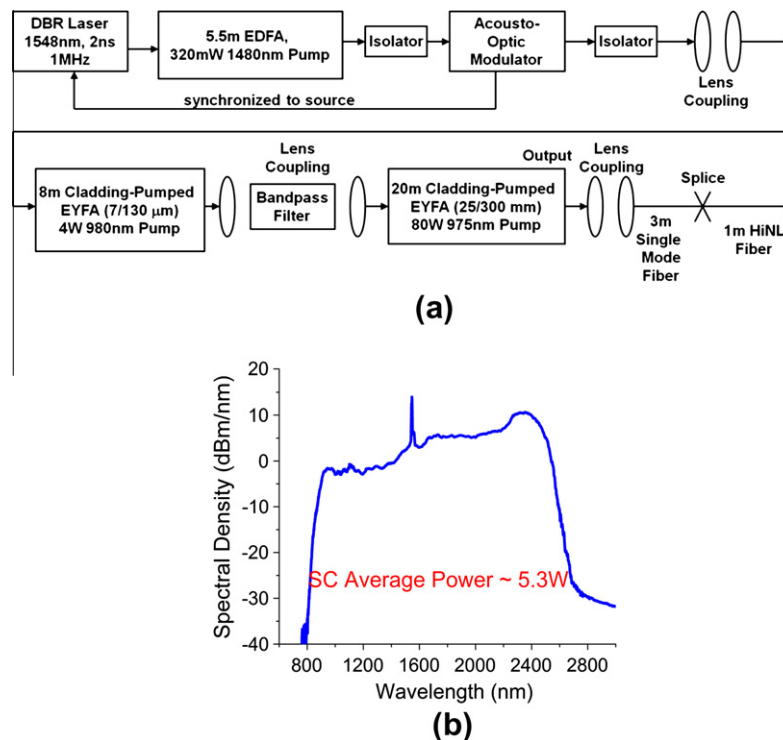 DBR Laser
1548nm, 2ns
1MHz
5.5m EDFA,
320mW 1480nm Pump
Isolator
Acousto-
Optic
Modulator
Isolator
Lens
Coupling
synchronized to source
8m Cladding-Pumped
EYFA (7/130 μm)
4W 980nm Pump
Lens
Coupling
Bandpass
Filter
20m Cladding-Pumped
EYFA (25/300 mm)
80W 975nm Pump
Output
Lens
Coupling
Splice
3m
Single
Mode
Fiber
1m HiNL
Fiber
(a)
Spectral Density (dBm/nm)
20
10
0
-10
-20
-30
-40
SC Average Power ~ 5.3W
800 1200 1600 2000 2400 2800
Wavelength (nm)
(b)